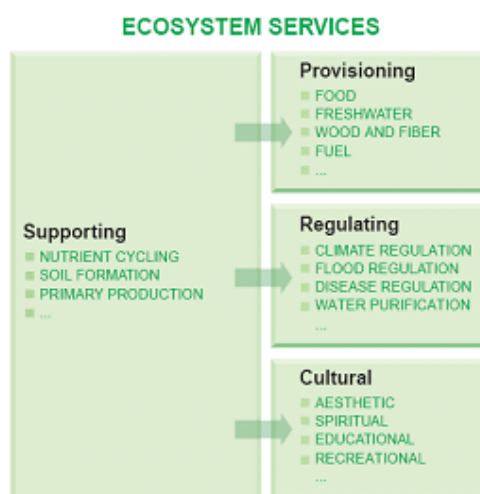 ECOSYSTEM SERVICES
Supporting
NUTRIENT CYCLING
SOIL FORMATION
PRIMARY PRODUCTION
...
Provisioning
FOOD
FRESHWATER
WOOD AND FIBER
FUEL
...
Regulating
CLIMATE REGULATION
FLOOD REGULATION
DISEASE REGULATION
WATER PURIFICATION
...
Cultural
AESTHETIC
SPIRITUAL
EDUCATIONAL
RECREATIONAL
...